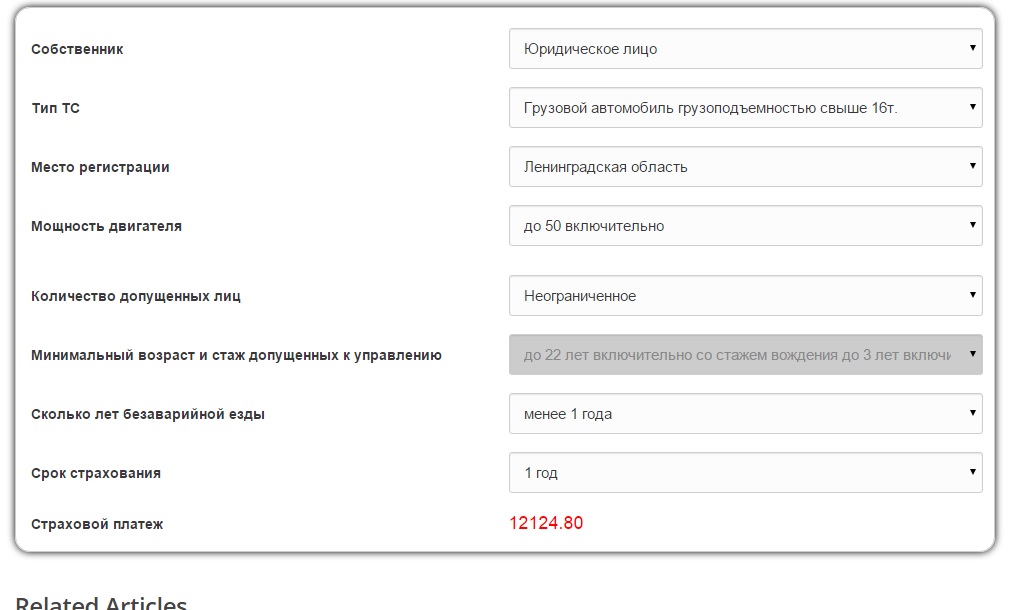 Собственник Юридическое лицо
Тип ТС Грузовой автомобиль грузоподъемностью свыше 16т.
Место регистрации Ленинградская область
Мощность двигателя до 50 включительно
Количество допущенных лиц Неограниченное
Минимальный возраст и стаж допущенных к управлению до 22 лет включительно со стажем вождения до 3 лет включи
Сколько лет безаварийной езды менее 1 года
Срок страхования 1 год
Страховой платеж 12124.80
Related Articles